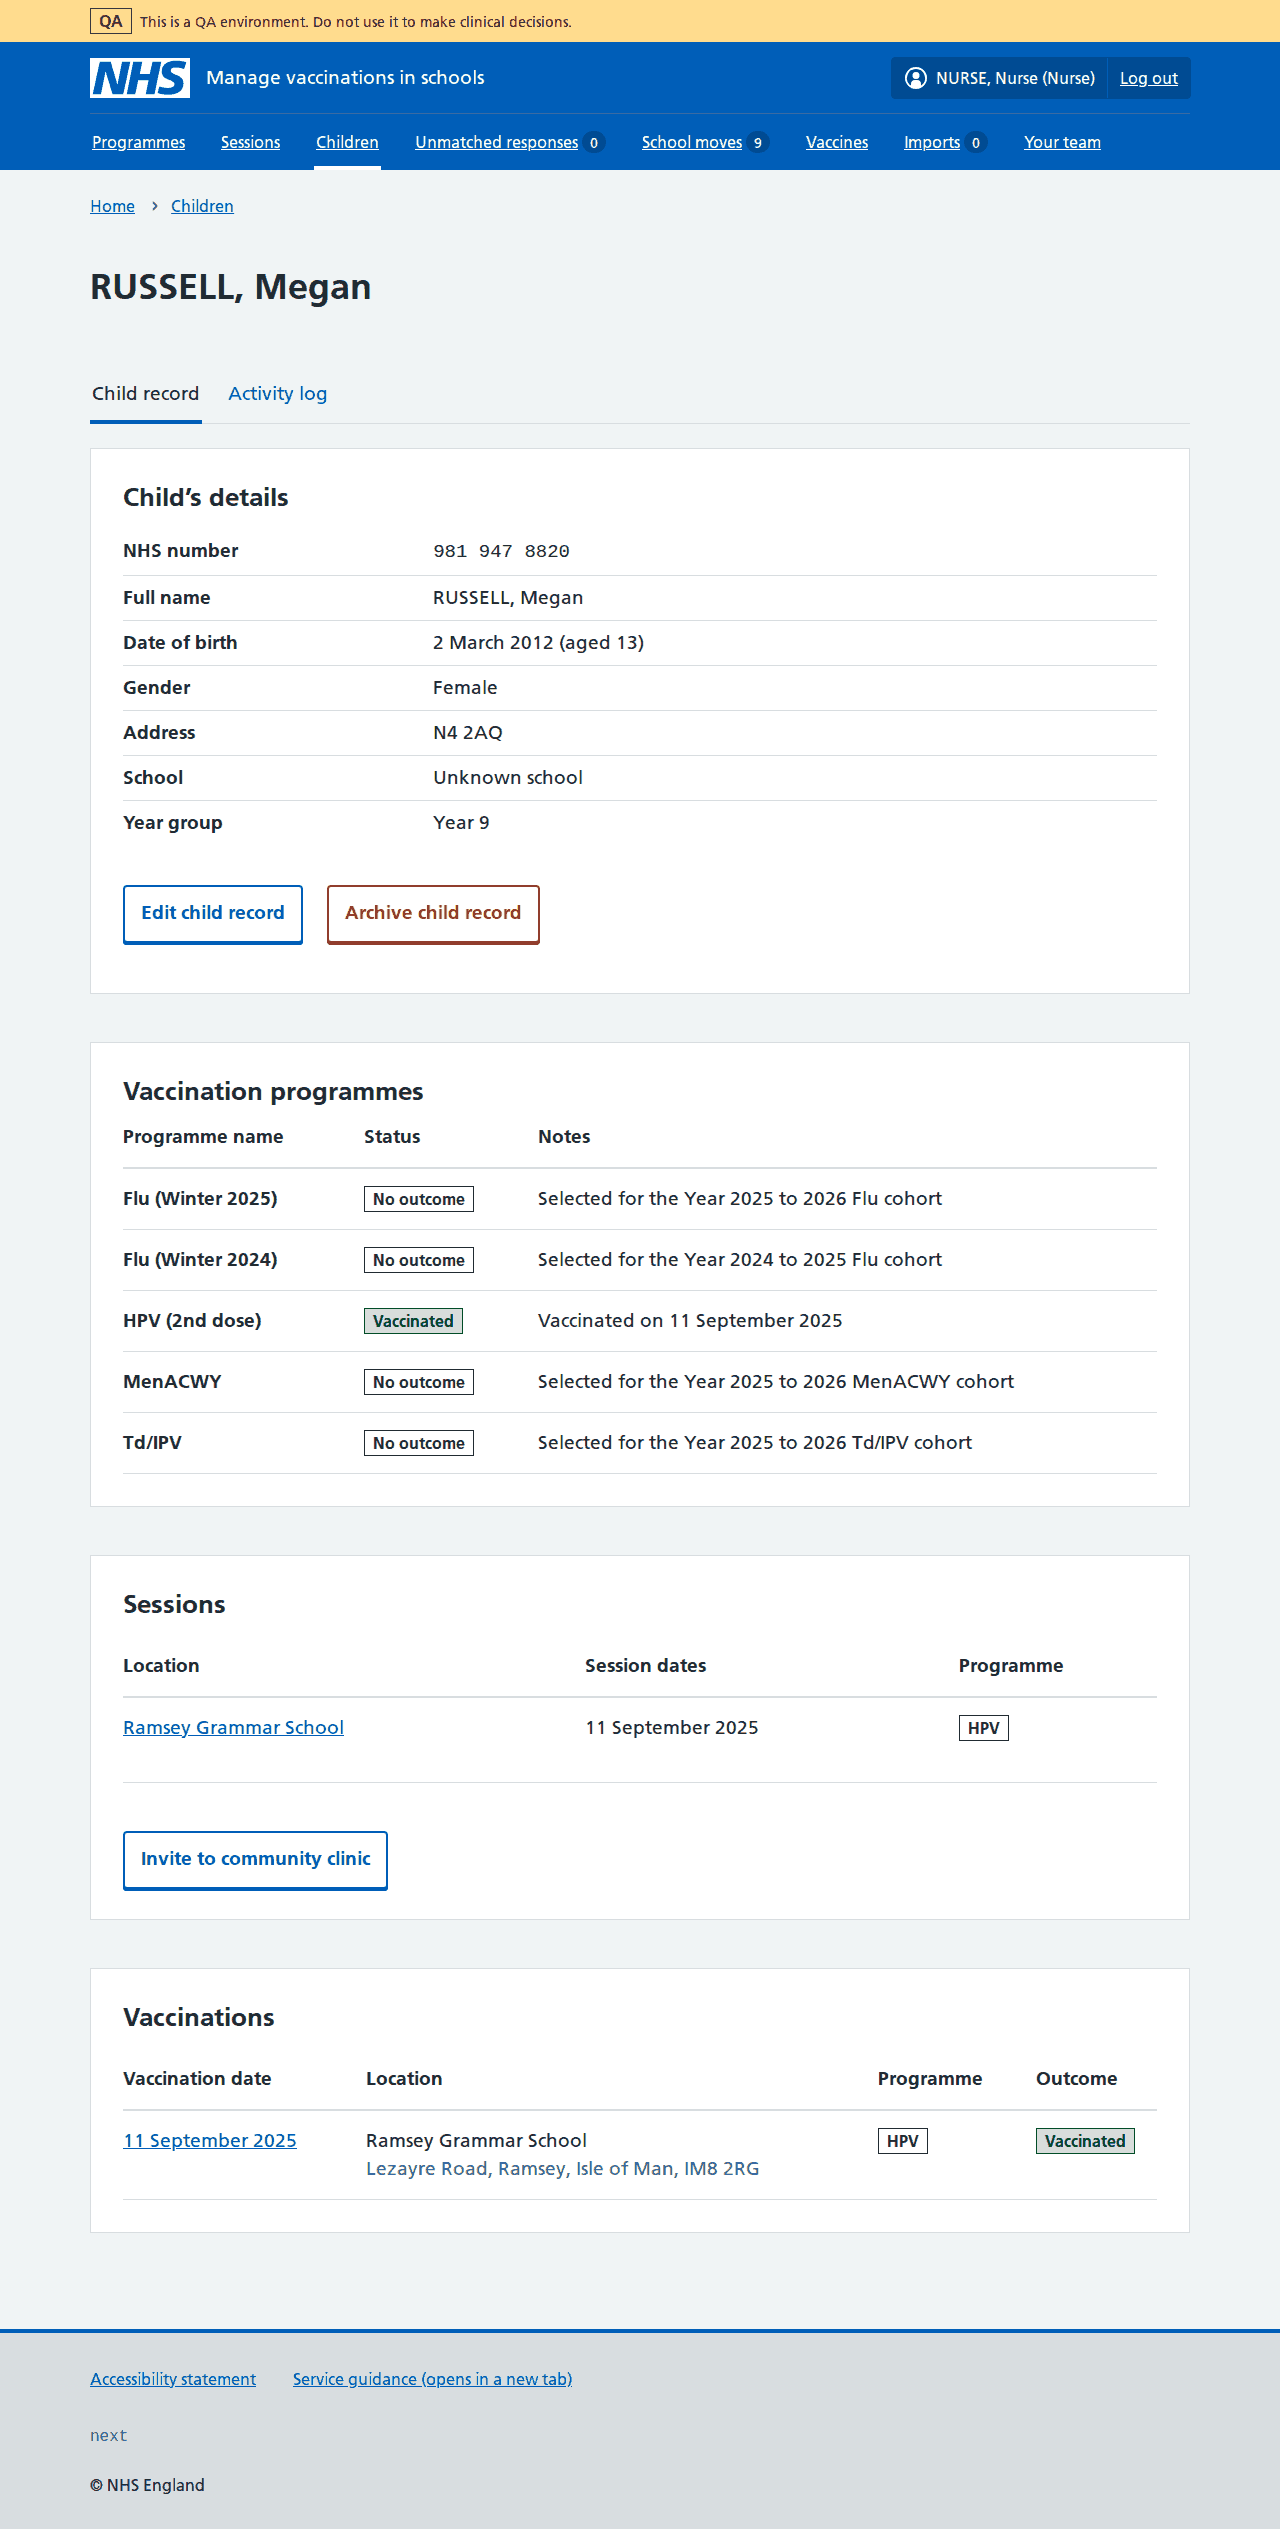 QA This is a QA environment. Do not use it to make clinical decisions.
NHS Manage vaccinations in schools NURSE, Nurse (Nurse) Log out
Programmes Sessions Children Unmatched responses 0 School moves 9 Vaccines Imports 0 Your team
Home › Children
RUSSELL, Megan
Child record Activity log
Child’s details
NHS number 981 947 8820
Full name RUSSELL, Megan
Date of birth 2 March 2012 (aged 13)
Gender Female
Address N4 2AQ
School Unknown school
Year group Year 9
Edit child record Archive child record
Vaccination programmes
Programme name Status Notes
Flu (Winter 2025) No outcome Selected for the Year 2025 to 2026 Flu cohort
Flu (Winter 2024) No outcome Selected for the Year 2024 to 2025 Flu cohort
HPV (2nd dose) Vaccinated Vaccinated on 11 September 2025
MenACWY No outcome Selected for the Year 2025 to 2026 MenACWY cohort
Td/IPV No outcome Selected for the Year 2025 to 2026 Td/IPV cohort
Sessions
Location Session dates Programme
Ramsey Grammar School 11 September 2025 HPV
Invite to community clinic
Vaccinations
Vaccination date Location Programme Outcome
11 September 2025 Ramsey Grammar School HPV Vaccinated
Lezayre Road, Ramsey, Isle of Man, IM8 2RG
Accessibility statement Service guidance (opens in a new tab)
next
© NHS England